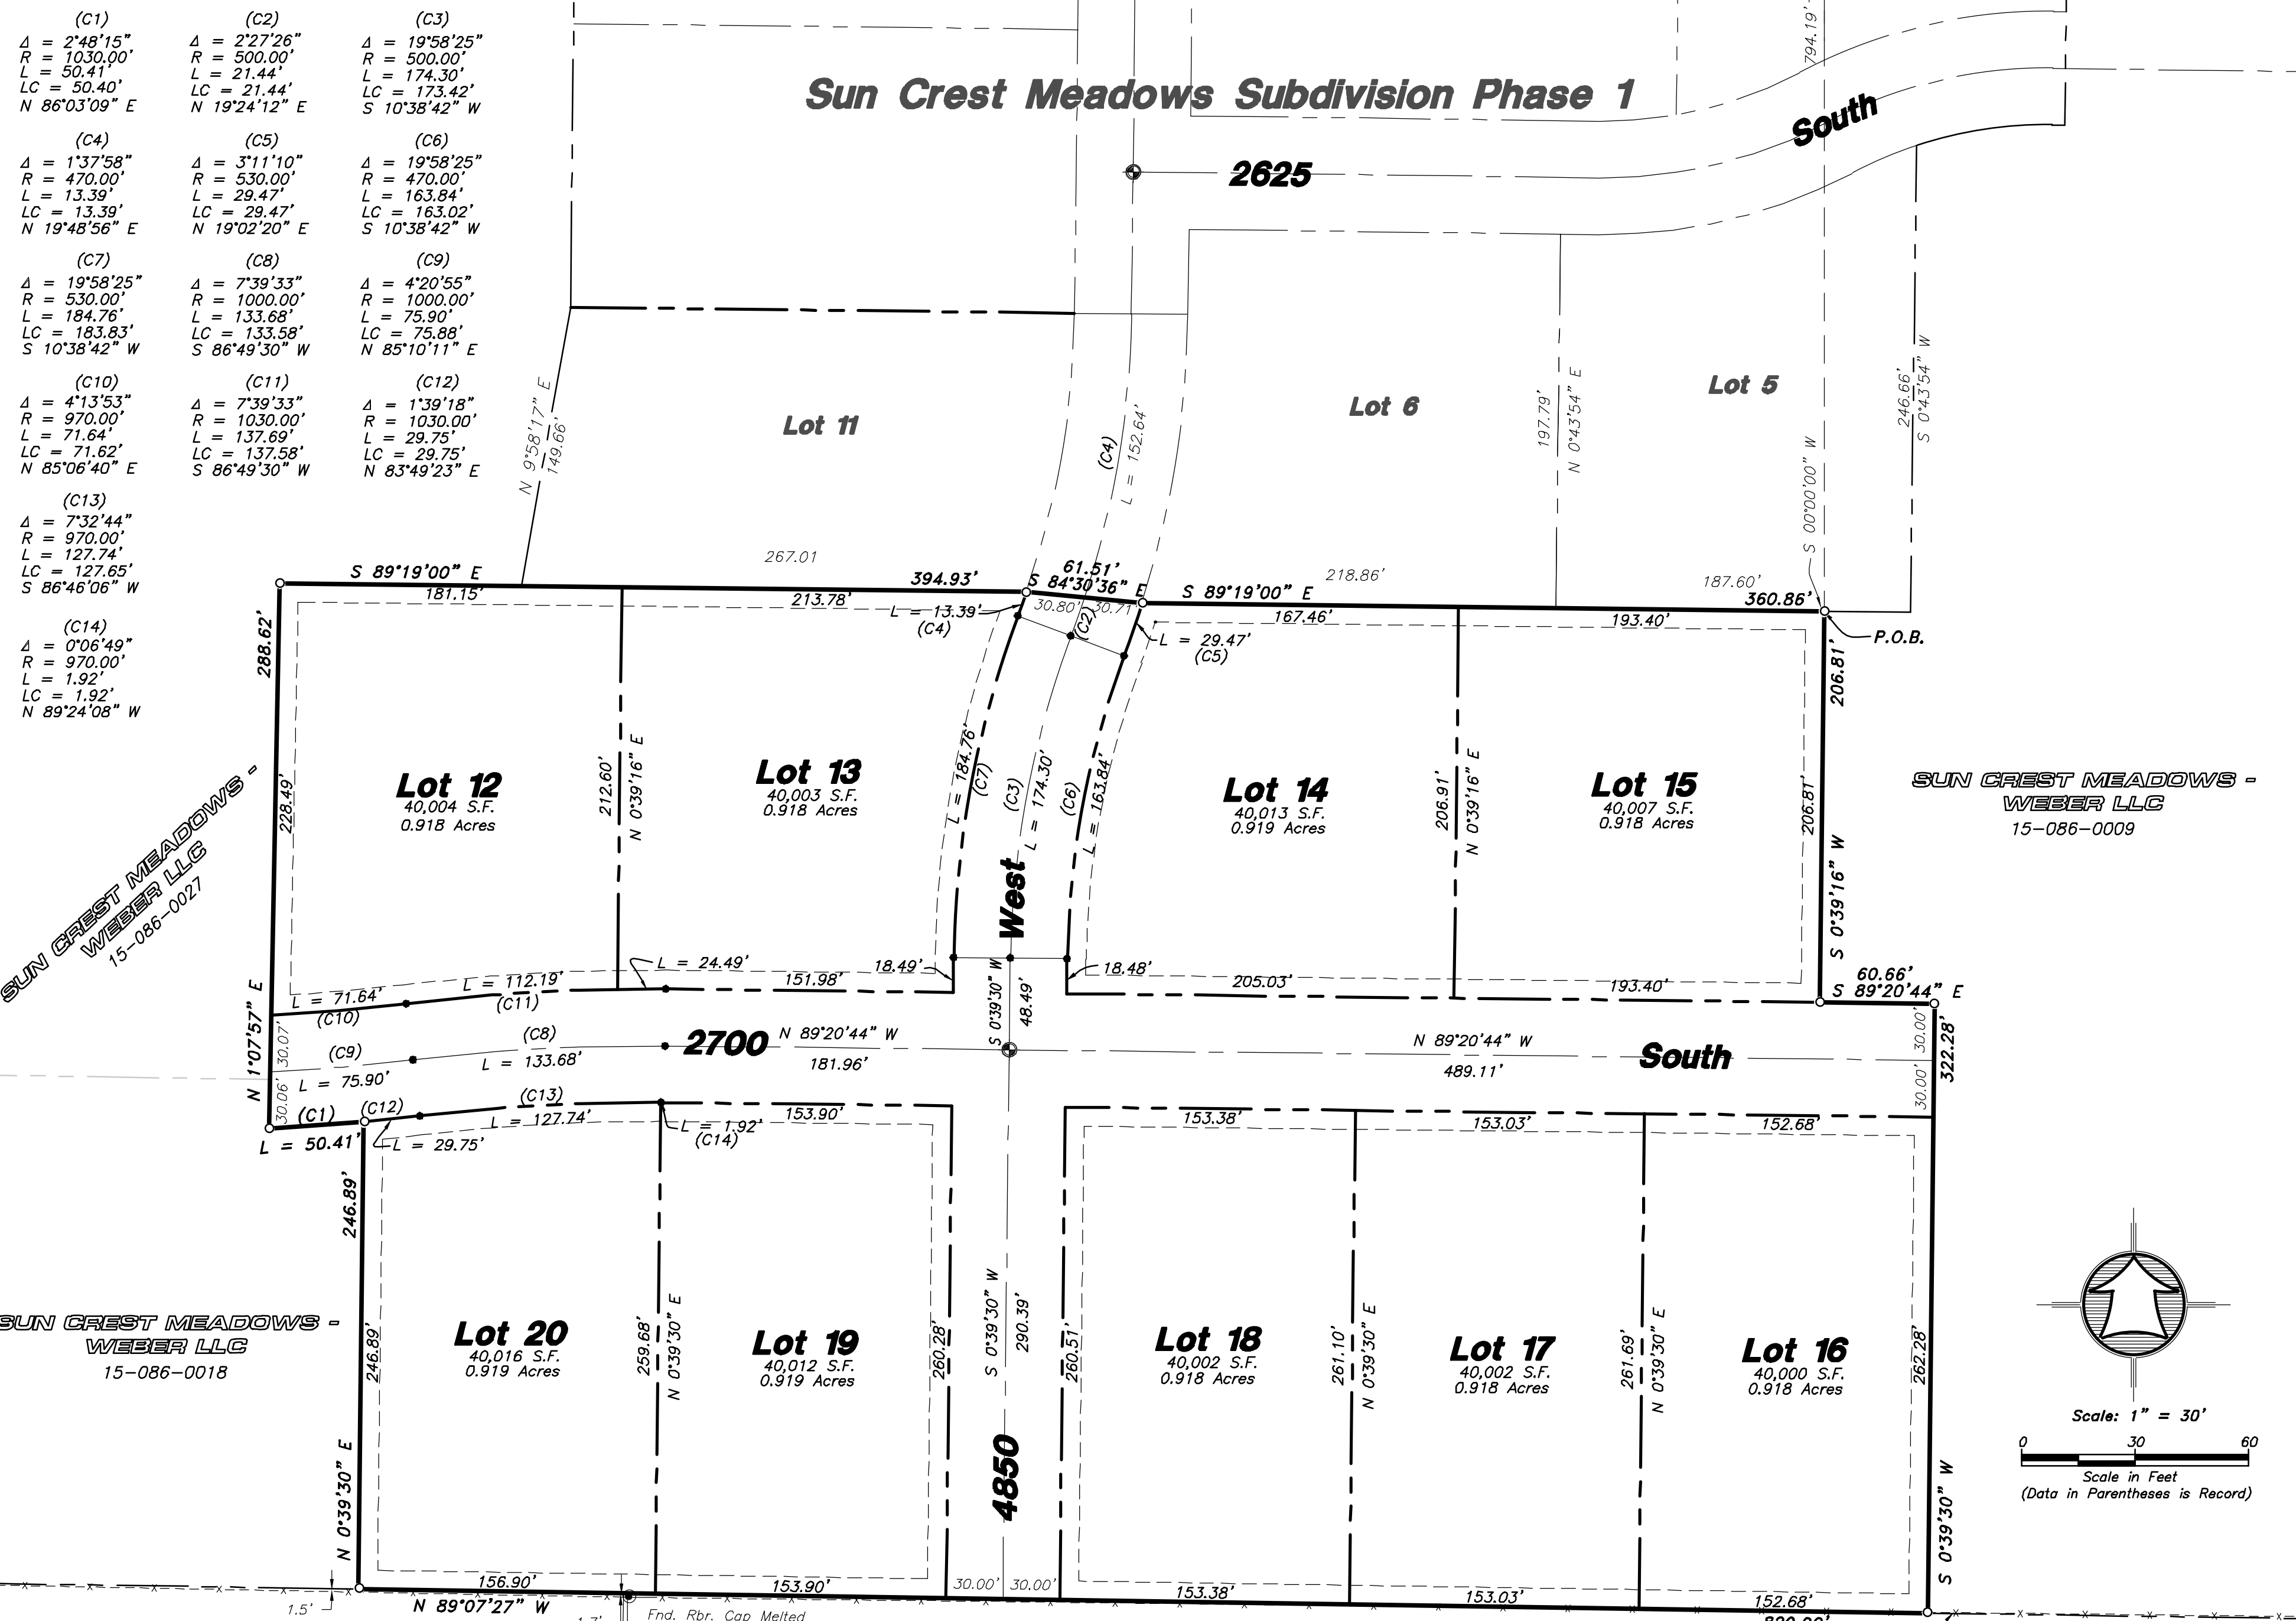 (C1)
Δ = 2°48'15"
R = 1030.00'
L = 50.41'
LC = 50.40'
N 86°03'09" E
(C2)
Δ = 2°27'26"
R = 500.00'
L = 21.44'
LC = 21.44'
N 19°24'12" E
(C3)
Δ = 19°58'25"
R = 500.00'
L = 174.30'
LC = 173.42'
S 10°38'42" W
(C4)
Δ = 1°37'58"
R = 470.00'
L = 13.39'
LC = 13.39'
N 19°48'56" E
(C5)
Δ = 3°11'10"
R = 530.00'
L = 29.47'
LC = 29.47'
N 19°02'20" E
(C6)
Δ = 19°58'25"
R = 470.00'
L = 163.84'
LC = 163.02'
S 10°38'42" W
(C7)
Δ = 19°58'25"
R = 530.00'
L = 184.76'
LC = 183.83'
S 10°38'42" W
(C8)
Δ = 7°39'33"
R = 1000.00'
L = 133.68'
LC = 133.58'
S 86°49'30" W
(C9)
Δ = 4°20'55"
R = 1000.00'
L = 75.90'
LC = 75.88'
N 85°10'11" E
(C10)
Δ = 4°13'53"
R = 970.00'
L = 71.64'
LC = 71.62'
N 85°06'40" E
(C11)
Δ = 7°39'33"
R = 1030.00'
L = 137.69'
LC = 137.58'
S 86°49'30" W
(C12)
Δ = 1°39'18"
R = 1030.00'
L = 29.75'
LC = 29.75'
N 83°49'23" E
(C13)
Δ = 7°32'44"
R = 970.00'
L = 127.74'
LC = 127.65'
S 86°46'06" W
(C14)
Δ = 0°06'49"
R = 970.00'
L = 1.92'
LC = 1.92'
N 89°24'08" W
Sun Crest Meadows Subdivision Phase 1
794.19'
2625
South
N 9°58'17" E
149.66'
Lot 11
(C4)
L = 152.64'
Lot 6
197.79'
N 0°43'54" E
Lot 5
S 00°00'00" W
246.66'
S 0°43'54" W
267.01
218.86'
187.60'
S 89°19'00" E
394.93'
61.51'
S 84°30'36" E
S 89°19'00" E
360.86'
181.15'
213.78'
L = 13.39'
(C4)
30.80'
30.71'
(C2)
L = 29.47'
(C5)
167.46'
193.40'
P.O.B.
288.62'
228.49'
Lot 12
40,004 S.F.
0.918 Acres
212.60'
N 0°39'16" E
Lot 13
40,003 S.F.
0.918 Acres
L = 184.76'
(C7)
(C3)
L = 174.30'
(C6)
L = 163.84'
Lot 14
40,013 S.F.
0.919 Acres
206.91'
N 0°39'16" E
Lot 15
40,007 S.F.
0.918 Acres
206.81'
206.81'
S 0°39'16" W
SUN CREST MEADOWS -
WEBER LLC
15-086-0009
SUN CREST MEADOWS -
WEBER LLC
15-086-0027
West
N 1°07'57" E
L = 71.64'
(C10)
L = 112.19'
(C11)
L = 24.49'
151.98'
18.49'
18.48'
S 0°39'30" W
48.49'
205.03'
193.40'
60.66'
S 89°20'44" E
30.07'
30.06'
(C9)
L = 75.90'
(C8)
L = 133.68'
2700
N 89°20'44" W
181.96'
N 89°20'44" W
489.11'
South
30.00'
30.00'
322.28'
(C1)
L = 50.41'
(C12)
L = 29.75'
(C13)
L = 127.74'
L = 1.92'
(C14)
153.90'
153.38'
153.03'
152.68'
246.89'
246.89'
N 0°39'30" E
SUN CREST MEADOWS -
WEBER LLC
15-086-0018
Lot 20
40,016 S.F.
0.919 Acres
259.68'
N 0°39'30" E
Lot 19
40,012 S.F.
0.919 Acres
260.28'
S 0°39'30" W
290.39'
4850
260.51'
Lot 18
40,002 S.F.
0.918 Acres
261.10'
N 0°39'30" E
Lot 17
40,002 S.F.
0.918 Acres
261.69'
N 0°39'30" E
Lot 16
40,000 S.F.
0.918 Acres
262.28'
S 0°39'30" W
Scale: 1" = 30'
0 30 60
Scale in Feet
(Data in Parentheses is Record)
156.90'
153.90'
30.00'
30.00'
153.38'
153.03'
152.68'
1.5'
N 89°07'27" W
Fnd. Rbr. Cap Melted